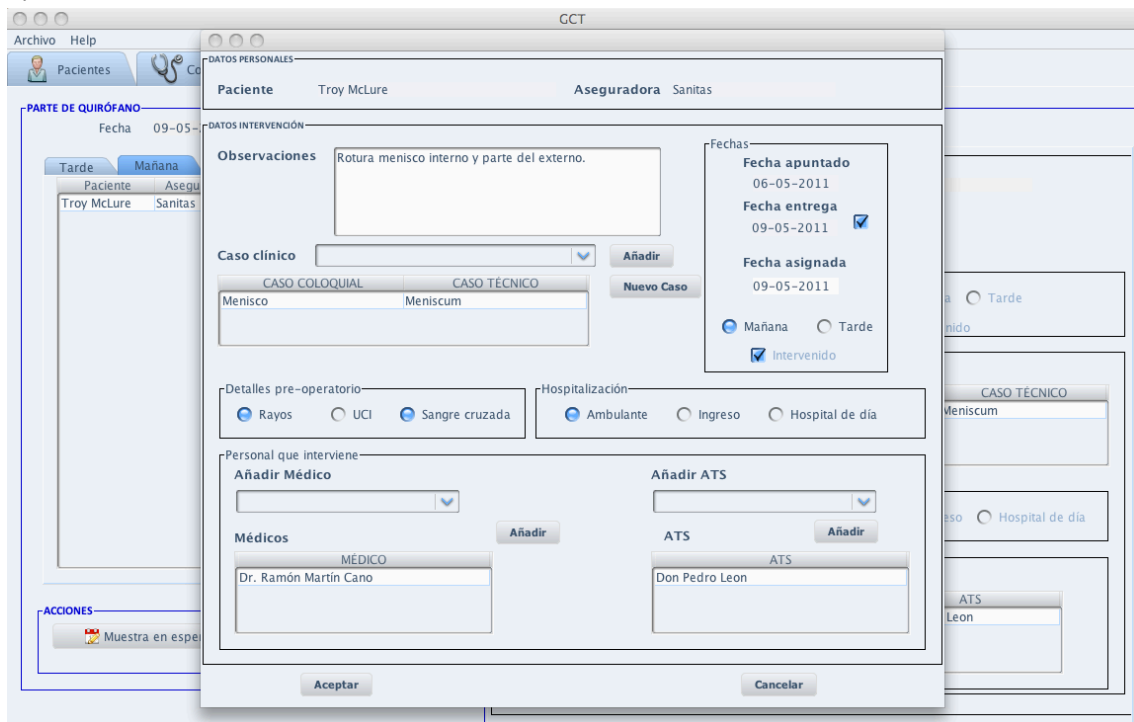 GCT
Archivo Help
Pacientes
PARTE DE QUIRÓFANO
Fecha 09-05-
Tarde Mañana
Paciente Asegu
Troy McLure Sanitas
ACCIONES
Muestra en espe
DATOS PERSONALES
Paciente Troy McLure Aseguradora Sanitas
DATOS INTERVENCIÓN
Observaciones Rotura menisco interno y parte del externo.
Fechas
Fecha apuntado
06-05-2011
Fecha entrega
09-05-2011
Fecha asignada
09-05-2011
Mañana Tarde
Intervenido
Caso clínico Añadir
Nuevo Caso
CASO COLOQUIAL CASO TÉCNICO
Menisco Meniscum
Detalles pre-operatorio
Rayos UCI Sangre cruzada
Hospitalización
Ambulante Ingreso Hospital de día
Personal que interviene
Añadir Médico Añadir ATS
Añadir Añadir
Médicos ATS
MÉDICO ATS
Dr. Ramón Martín Cano Don Pedro Leon
Aceptar Cancelar
Tarde
nido
CASO TÉCNICO
Meniscum
eso Hospital de día
ATS
Leon